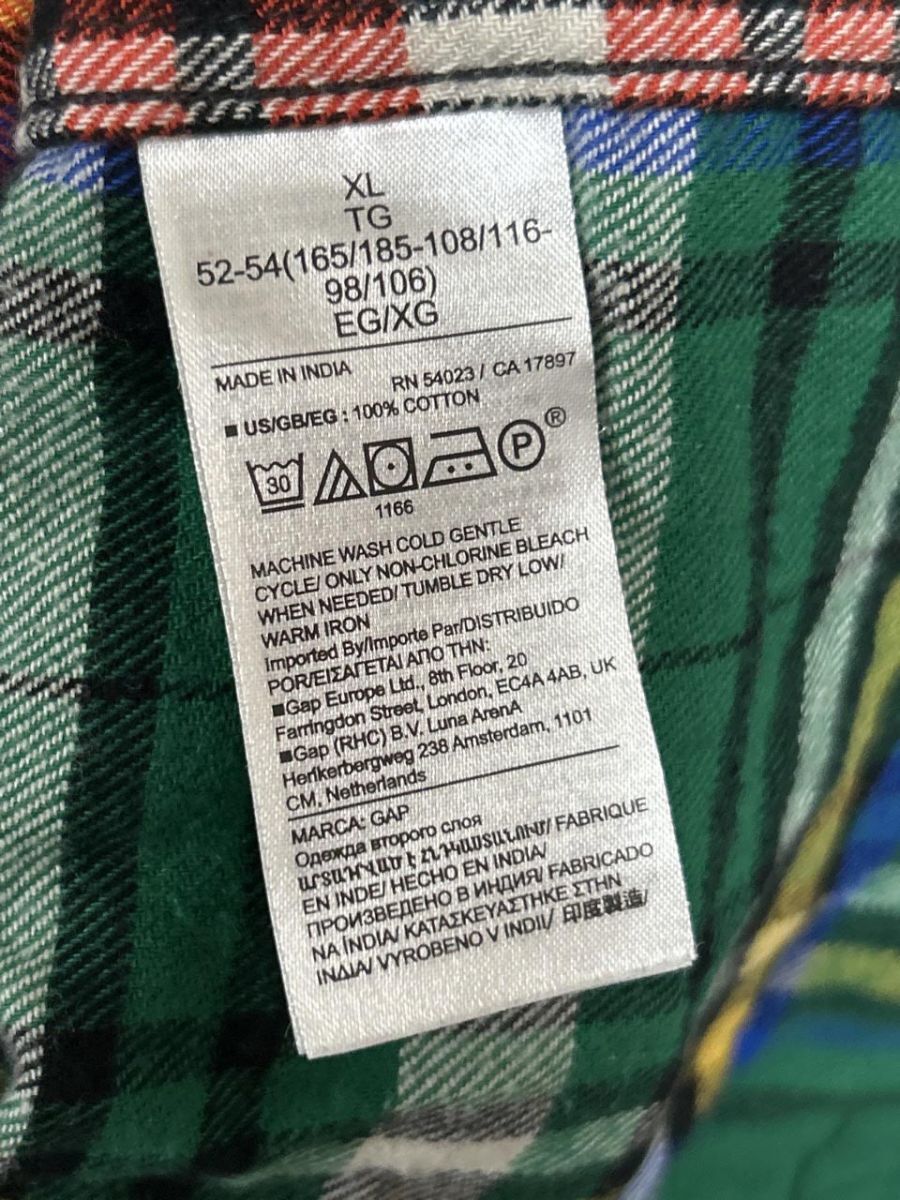 XL
TG
52-54(165/185-108/116-
98/106)
EG/XG
MADE IN INDIA
RN 54023 / CA 17897
■ US/GB/EG : 100% COTTON
30 P ®
1166
MACHINE WASH COLD GENTLE
CYCLE/ ONLY NON-CHLORINE BLEACH
WHEN NEEDED/ TUMBLE DRY LOW/
WARM IRON
Imported By/Importe Par/DISTRIBUIDO
POR/ΕΙΣΑΓΕΤΑΙ ΑΠΟ ΤΗΝ:
■Gap Europe Ltd., 8th Floor, 20
Farringdon Street, London, EC4A 4AB, UK
■Gap (RHC) B.V, Luna ArenA
Herikerbergweg 238 Amsterdam, 1101
CM, Netherlands
MARCA: GAP
Одежда второго слоя
ԱՐՏԱԴՐՎԱԾ Է ՀՆԴԿԱՍՏԱՆՈՒՄ/ FABRIQUE
EN INDE/ HECHO EN INDIA/
ПРОИЗВЕДЕНО В ИНДИЯ/ FABRICADO
NA ÍNDIA/ ΚΑΤΑΣΚΕΥΑΣΤΗΚΕ ΣΤΗΝ
ΙΝΔΙΑ/ VYROBENO V INDII/ 印度製造/